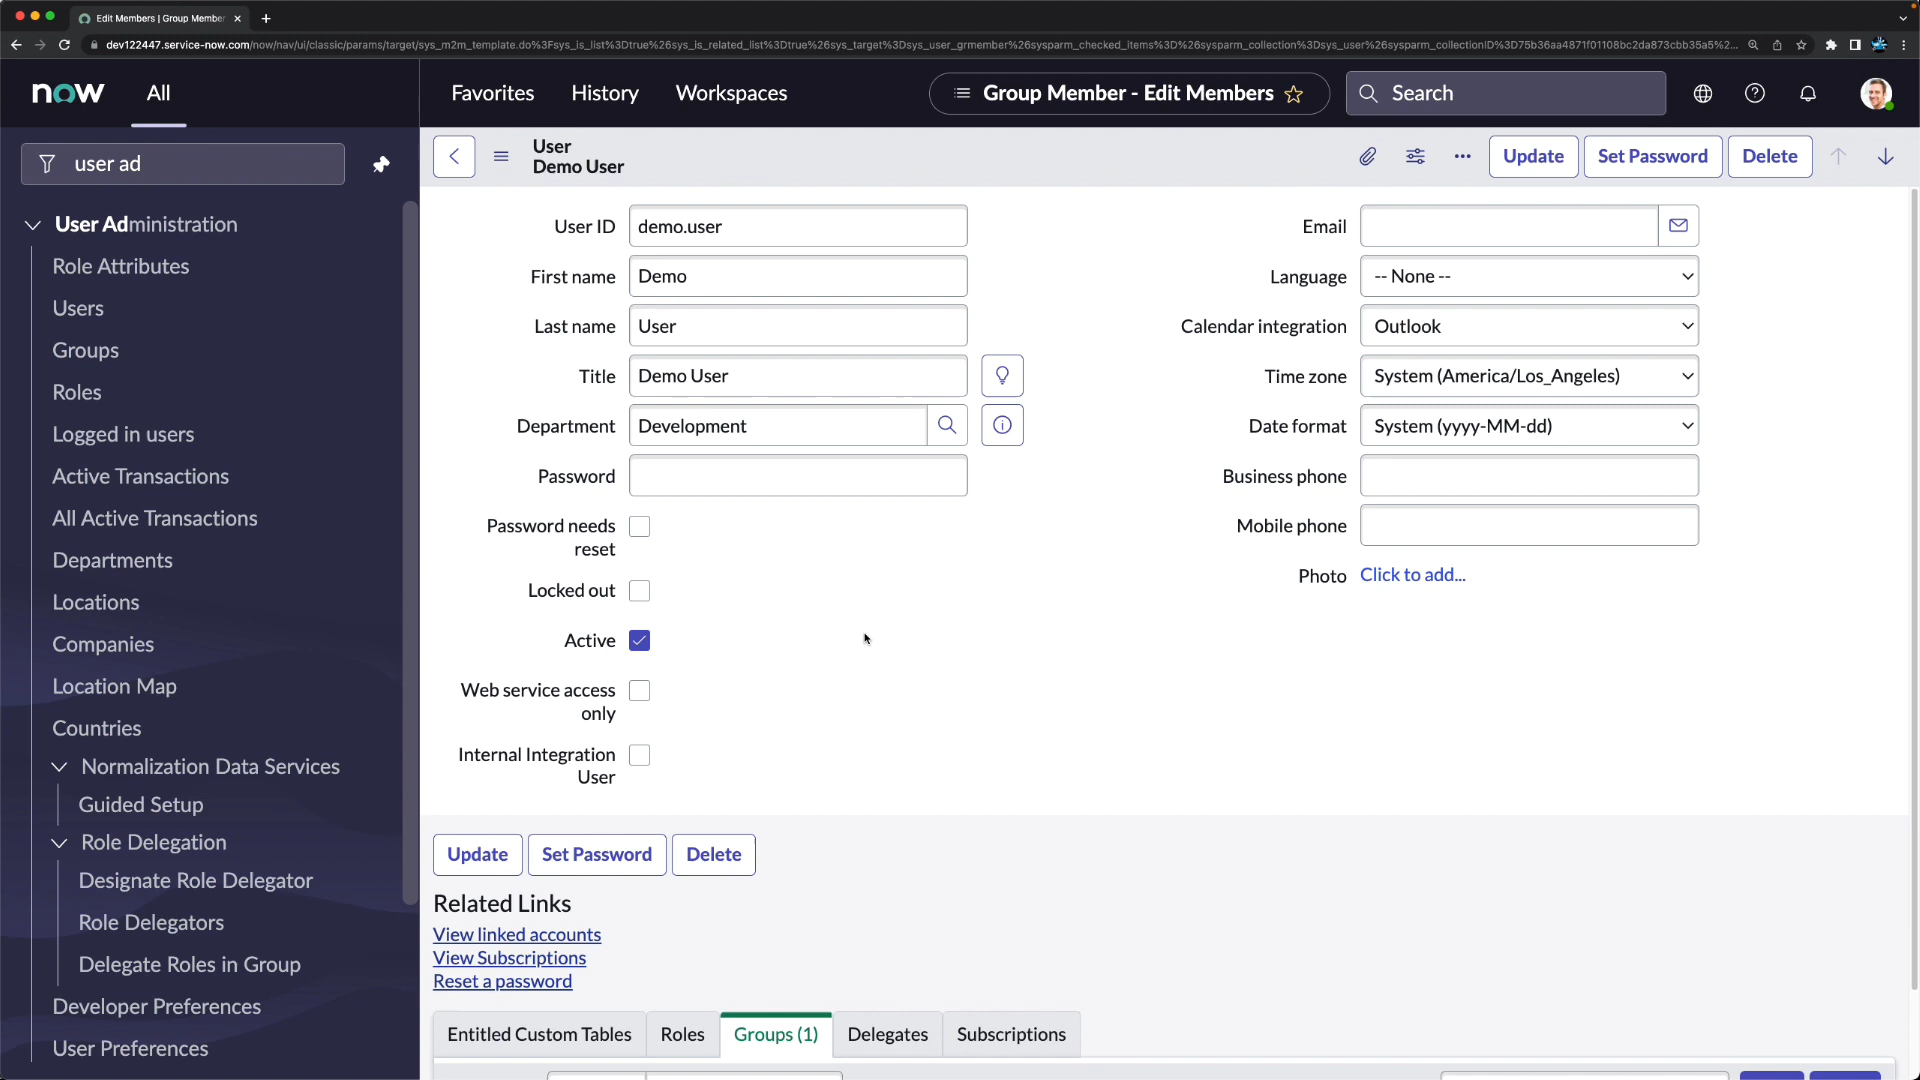 Edit Members | Group Member
dev122447.service-now.com/now/nav/ui/classic/params/target/sys_m2m_template.do%3Fsys_is_list%3Dtrue%26sys_is_related_list%3Dtrue%26sys_target%3Dsys_user_grmember%26sysparm_checked_items%3D%26sysparm_collection%3Dsys_user%26sysparm_collectionID%3D75b36aa4871f01108bc2da873cbb35a5%2...
now
All
Favorites
History
Workspaces
Group Member - Edit Members
Search
user ad
User
Demo User
Update
Set Password
Delete
User Administration
Role Attributes
Users
Groups
Roles
Logged in users
Active Transactions
All Active Transactions
Departments
Locations
Companies
Location Map
Countries
Normalization Data Services
Guided Setup
Role Delegation
Designate Role Delegator
Role Delegators
Delegate Roles in Group
Developer Preferences
User Preferences
User ID demo.user
First name Demo
Last name User
Title Demo User
Department Development
Password
Password needs
reset
Locked out
Active
Web service access
only
Internal Integration
User
Email
Language -- None --
Calendar integration Outlook
Time zone System (America/Los_Angeles)
Date format System (yyyy-MM-dd)
Business phone
Mobile phone
Photo Click to add...
Update Set Password Delete
Related Links
View linked accounts
View Subscriptions
Reset a password
Entitled Custom Tables Roles Groups (1) Delegates Subscriptions